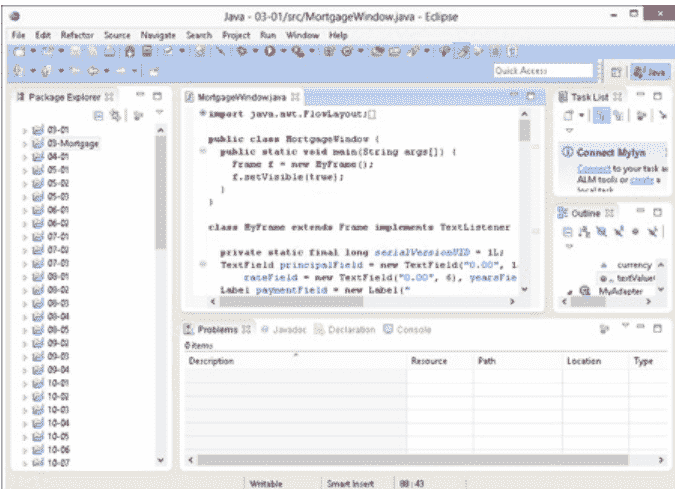 Java - 03-01/src/MortgageWindow.java - Eclipse
File Edit Refactor Source Navigate Search Project Run Window Help
Quick Access
Java
Package Explorer
03-01
03-Mortgage
04-01
05-01
05-02
05-03
06-01
06-02
07-01
07-02
07-03
08-01
08-02
08-03
08-04
08-05
09-02
09-03
09-04
10-01
10-02
10-03
10-04
10-05
10-06
10-07
MortgageWindow.java
import java.awt.FlowLayout;
public class MortgageWindow {
public static void main(String args[]) {
Frame f = new MyFrame();
f.setVisible(true);
}
}
class MyFrame extends Frame implements TextListener
private static final long serialVersionUID = 1L;
TextField principalField = new TextField("0.00", 1
rateField = new TextField("0.00", 6), yearsFie
Label paymentField = new Label("
Task List
Connect Mylyn
Connect to your task an
ALM tools or create a
local task
Outline
currency
textValue
MyAdapter
Problems Javadoc Declaration Console
0 items
Description Resource Path Location Type
Writable Smart Insert 88 : 43